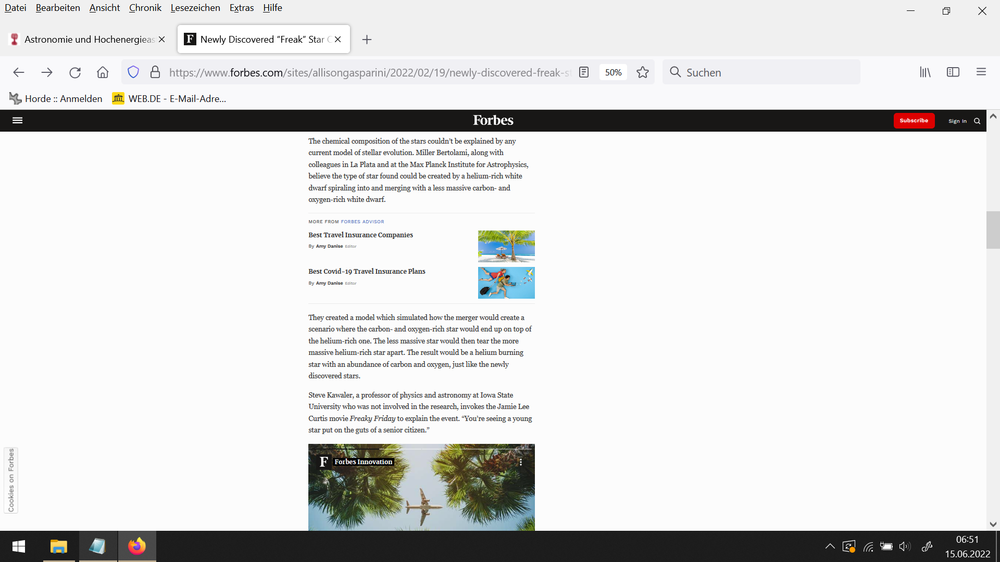 Datei Bearbeiten Ansicht Chronik Lesezeichen Extras Hilfe
Astronomie und Hochenergieas
Newly Discovered “Freak” Star C
https://www.forbes.com/sites/allisongasparini/2022/02/19/newly-discovered-freak-st
50%
Suchen
Horde :: Anmelden
WEB.DE - E-Mail-Adre...
Forbes
Subscribe
Sign In
The chemical composition of the stars couldn’t be explained by any
current model of stellar evolution. Miller Bertolami, along with
colleagues in La Plata and at the Max Planck Institute for Astrophysics,
believe the type of star found could be created by a helium-rich white
dwarf spiraling into and merging with a less massive carbon- and
oxygen-rich white dwarf.
MORE FROM FORBES ADVISOR
Best Travel Insurance Companies
By Amy Danise Editor
Best Covid-19 Travel Insurance Plans
By Amy Danise Editor
They created a model which simulated how the merger would create a
scenario where the carbon- and oxygen-rich star would end up on top of
the helium-rich one. The less massive star would then tear the more
massive helium-rich star apart. The result would be a helium burning
star with an abundance of carbon and oxygen, just like the newly
discovered stars.
Steve Kawaler, a professor of physics and astronomy at Iowa State
University who was not involved in the research, invokes the Jamie Lee
Curtis movie Freaky Friday to explain the event. “You’re seeing a young
star put on the guts of a senior citizen.”
F Forbes Innovation
Cookies on Forbes
06:51
15.06.2022